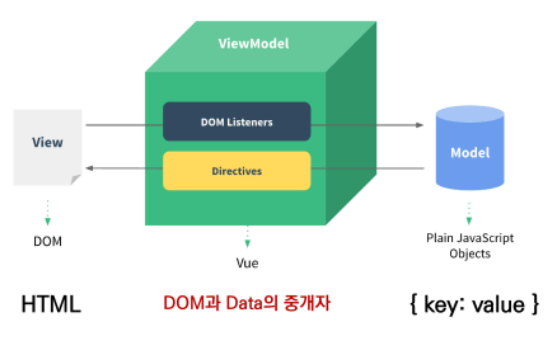 ViewModel
DOM Listeners
View
Model
Directives
DOM
Plain JavaScript
Objects
Vue
HTML
DOM과 Data의 중개자
{ key: value }